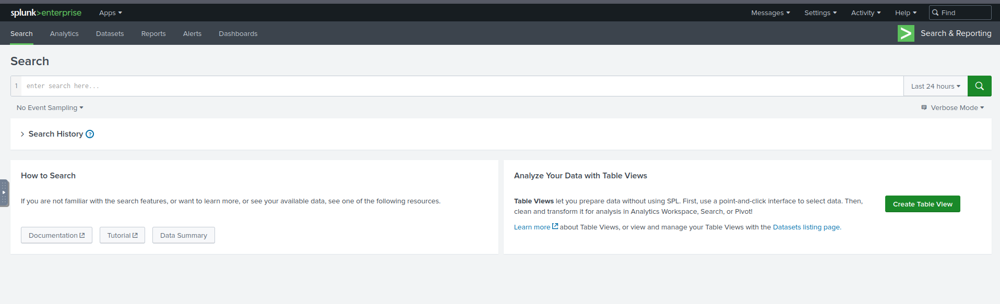 splunk>enterprise Apps Messages Settings Activity Help Find
Search Analytics Datasets Reports Alerts Dashboards > Search & Reporting
Search
1 enter search here... Last 24 hours
No Event Sampling Verbose Mode
Search History ?
How to Search
If you are not familiar with the search features, or want to learn more, or see your available data, see one of the following resources.
Documentation Tutorial Data Summary
Analyze Your Data with Table Views
Table Views let you prepare data without using SPL. First, use a point-and-click interface to select data. Then,
clean and transform it for analysis in Analytics Workspace, Search, or Pivot!
Learn more about Table Views, or view and manage your Table Views with the Datasets listing page.
Create Table View